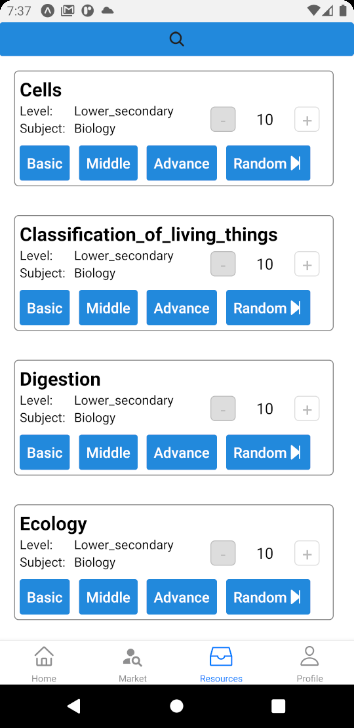 7:37
Cells
Level: Lower_secondary
Subject: Biology
- 10 +
Basic Middle Advance Random
Classification_of_living_things
Level: Lower_secondary
Subject: Biology
- 10 +
Basic Middle Advance Random
Digestion
Level: Lower_secondary
Subject: Biology
- 10 +
Basic Middle Advance Random
Ecology
Level: Lower_secondary
Subject: Biology
- 10 +
Basic Middle Advance Random
Home Market Resources Profile